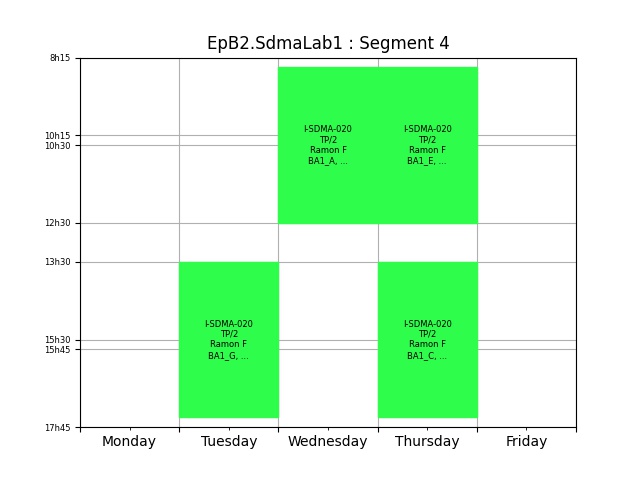 EpB2.SdmaLab1 : Segment 4
8h15
10h15
10h30
12h30
13h30
15h30
15h45
17h45
I-SDMA-020
TP/2
Ramon F
BA1_A, ...
I-SDMA-020
TP/2
Ramon F
BA1_E, ...
I-SDMA-020
TP/2
Ramon F
BA1_G, ...
I-SDMA-020
TP/2
Ramon F
BA1_C, ...
Monday
Tuesday
Wednesday
Thursday
Friday